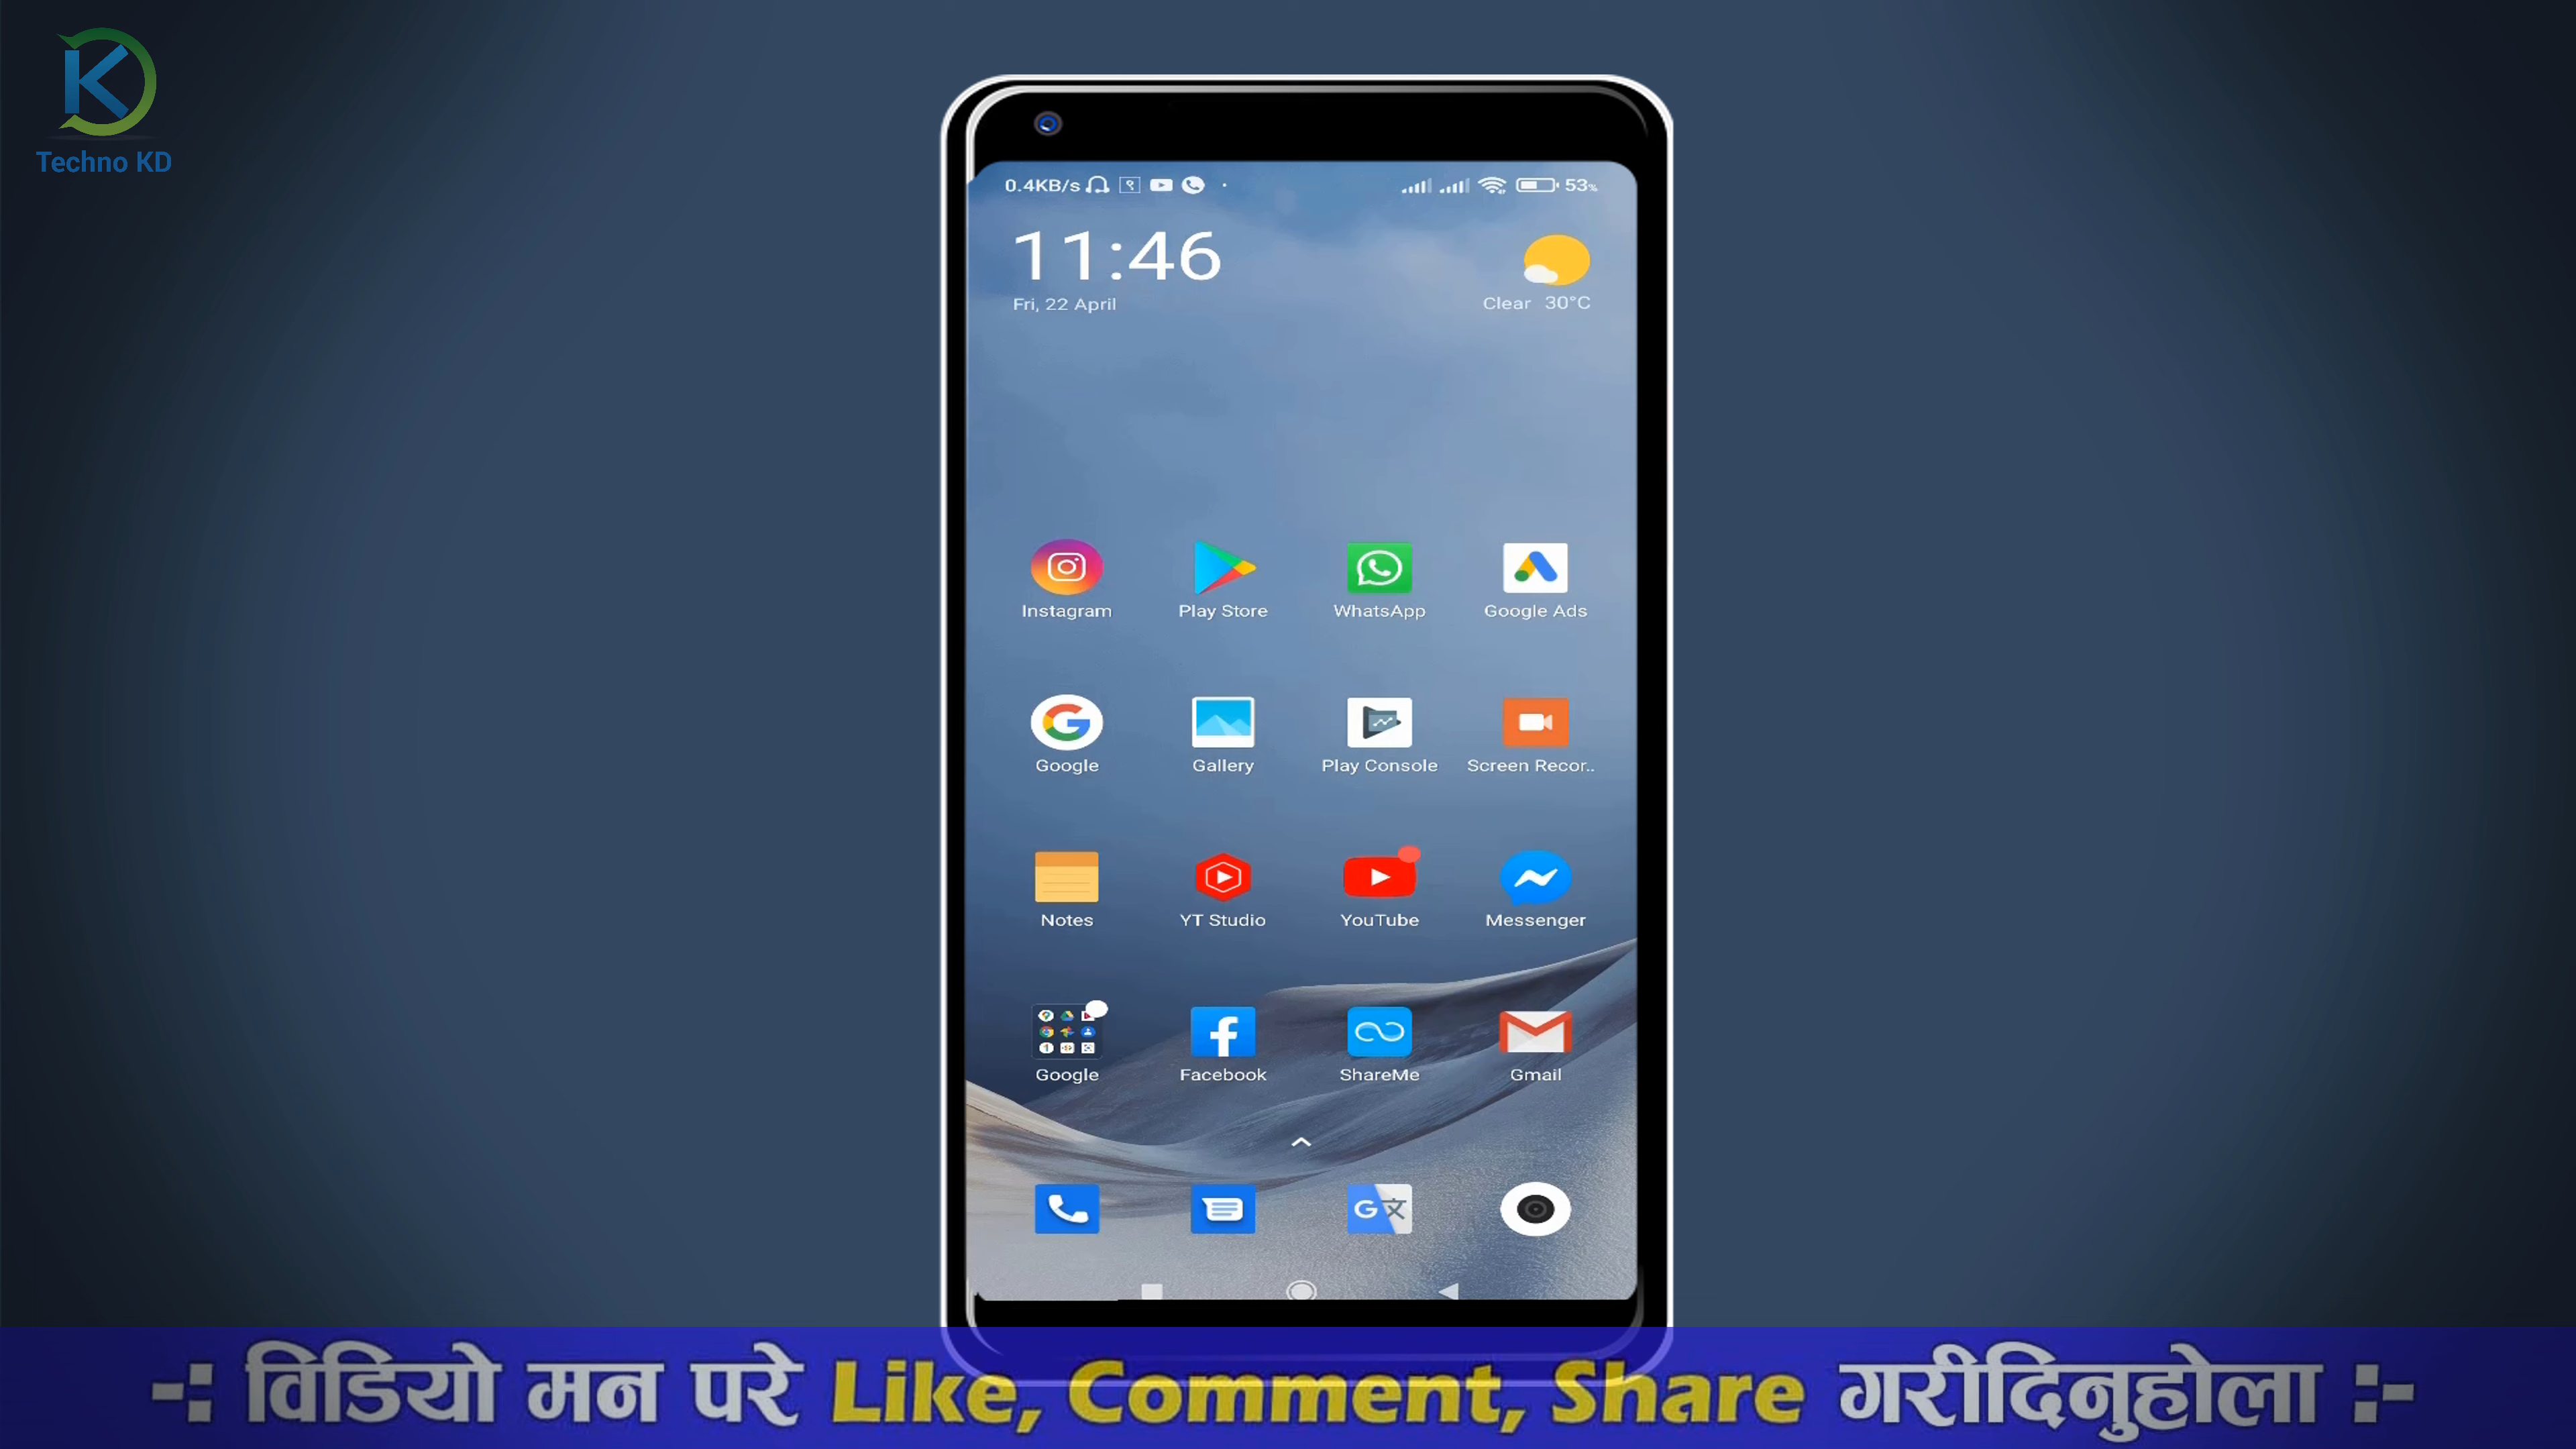 Techno KD
0.4KB/s 53%
11:46
Fri, 22 April
Clear 30°C
Instagram Play Store WhatsApp Google Ads
Google Gallery Play Console Screen Recor..
Notes YT Studio YouTube Messenger
Google Facebook ShareMe Gmail
-: विडियो मन परे Like, Comment, Share गरीदिनुहोला :-